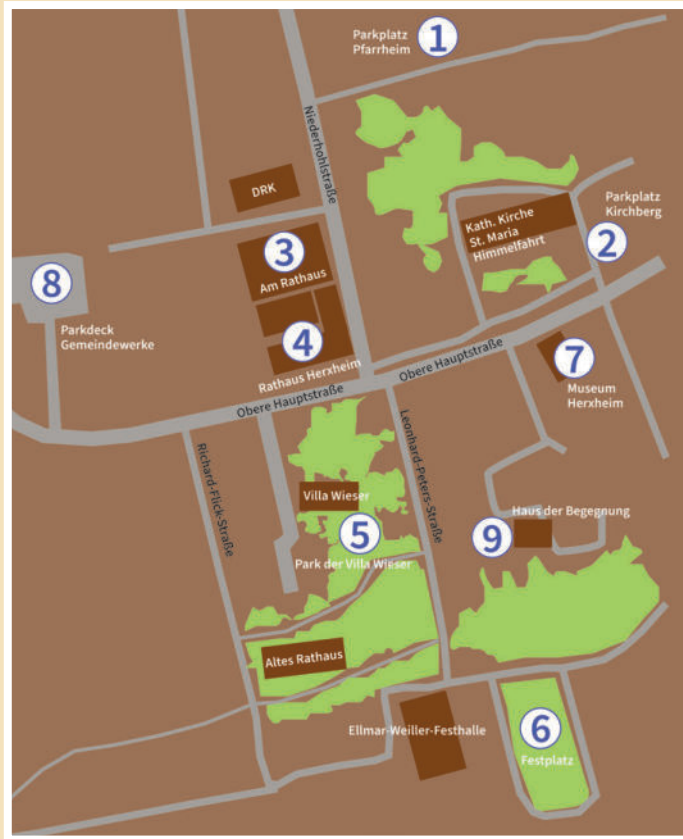 Parkplatz
Pfarrheim
1
Niederhohlstraße
DRK
Kath. Kirche
St. Maria
Himmelfahrt
Parkplatz
Kirchberg
2
3
Am Rathaus
8
Parkdeck
Gemeindewerke
4
Rathaus Herxheim
Obere Hauptstraße
Obere Hauptstraße
7
Museum
Herxheim
Richard-Flick-Straße
Leonhard-Peters-Straße
Villa Wieser
5
Park der Villa Wieser
Haus der Begegnung
9
Altes Rathaus
Ellmar-Weiller-Festhalle
6
Festplatz